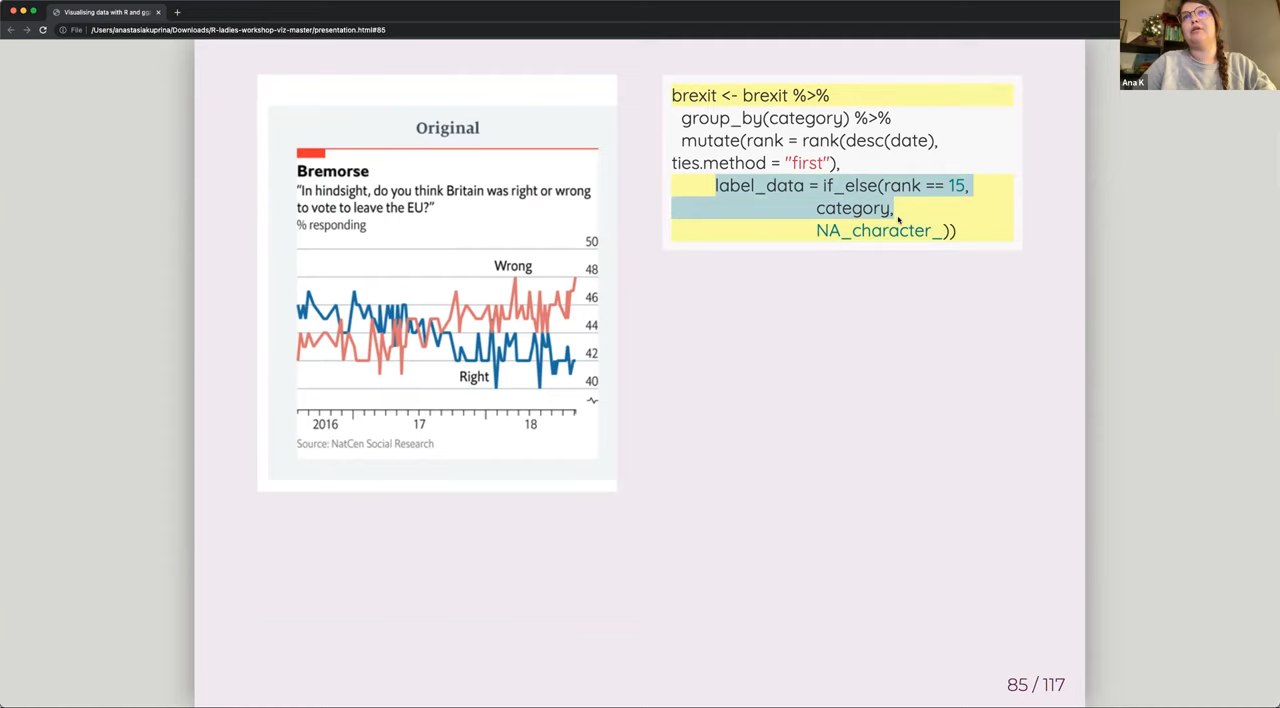 Visualising data with R and gg
File
/Users/anastasiakuprina/Downloads/R-ladies-workshop-viz-master/presentation.html#85
Ana K
Original
Bremorse
“In hindsight, do you think Britain was right or wrong
to vote to leave the EU?”
% responding
50
Wrong
48
46
44
42
Right
40
2016
17
18
Source: NatCen Social Research
brexit <- brexit %>%
group_by(category) %>%
mutate(rank = rank(desc(date),
ties.method = "first"),
label_data = if_else(rank == 15,
category,
NA_character_))
85 / 117